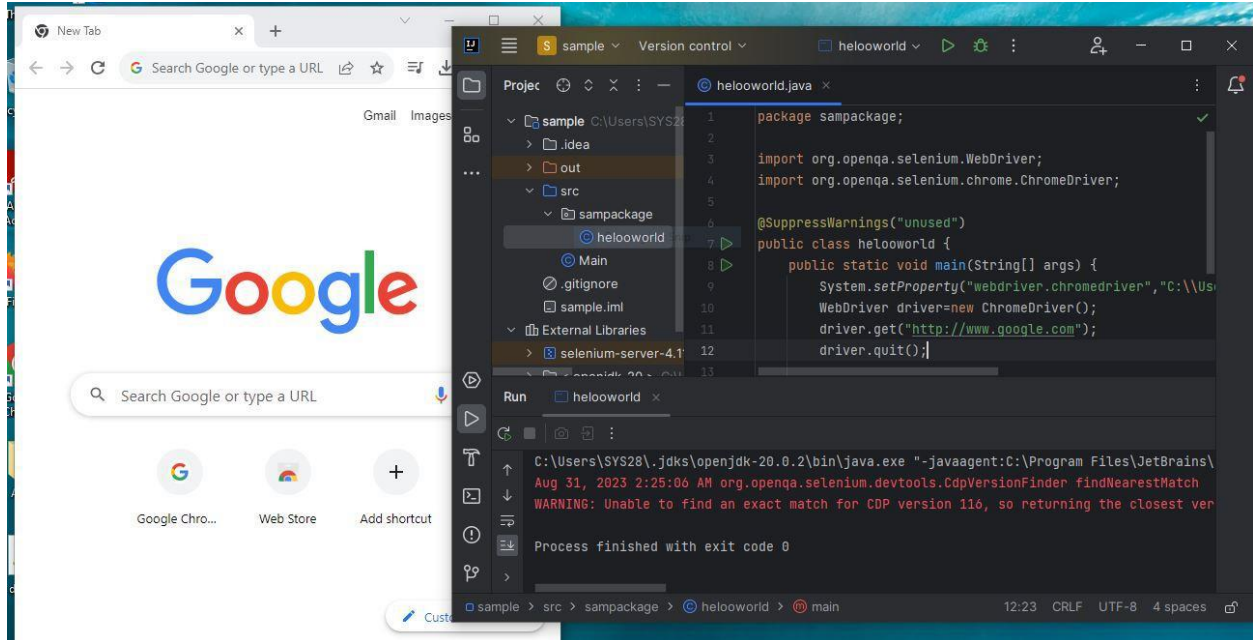 New Tab
Search Google or type a URL
Gmail Images
Google
Search Google or type a URL
Google Chro...
Web Store
Add shortcut
S sample
Version control
helooworld
Projec
helooworld.java
sample C:\Users\SYS28
.idea
out
src
sampackage
helooworld
Main
.gitignore
sample.iml
External Libraries
selenium-server-4.1
1 package sampackage;
2
3 import org.openqa.selenium.WebDriver;
4 import org.openqa.selenium.chrome.ChromeDriver;
5
6 @SuppressWarnings("unused")
7 public class helooworld {
8 public static void main(String[] args) {
9 System.setProperty("webdriver.chromedriver","C:\\Use
10 WebDriver driver=new ChromeDriver();
11 driver.get("http://www.google.com");
12 driver.quit();
13
Run helooworld
C:\Users\SYS28\.jdks\openjdk-20.0.2\bin\java.exe "-javaagent:C:\Program Files\JetBrains\
Aug 31, 2023 2:25:06 AM org.openqa.selenium.devtools.CdpVersionFinder findNearestMatch
WARNING: Unable to find an exact match for CDP version 116, so returning the closest ver
Process finished with exit code 0
sample > src > sampackage > helooworld > main
12:23 CRLF UTF-8 4 spaces